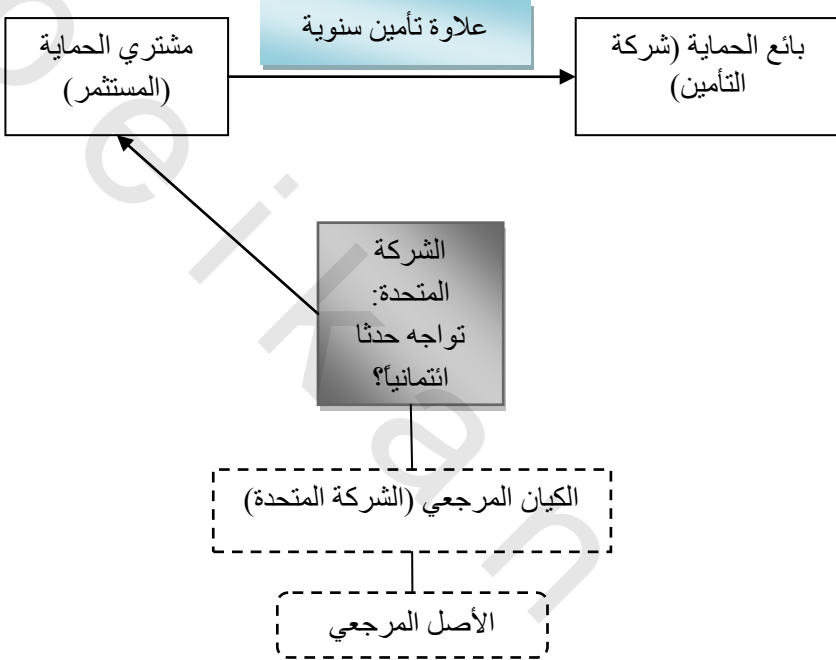 علاوة تأمين سنوية
مشتري الحماية
(المستثمر)
بائع الحماية (شركة
التأمين)
الشركة
المتحدة:
تواجه حدثا
ائتمانياً؟
الكيان المرجعي (الشركة المتحدة)
الأصل المرجعي
o
b
e
i
k
a
n